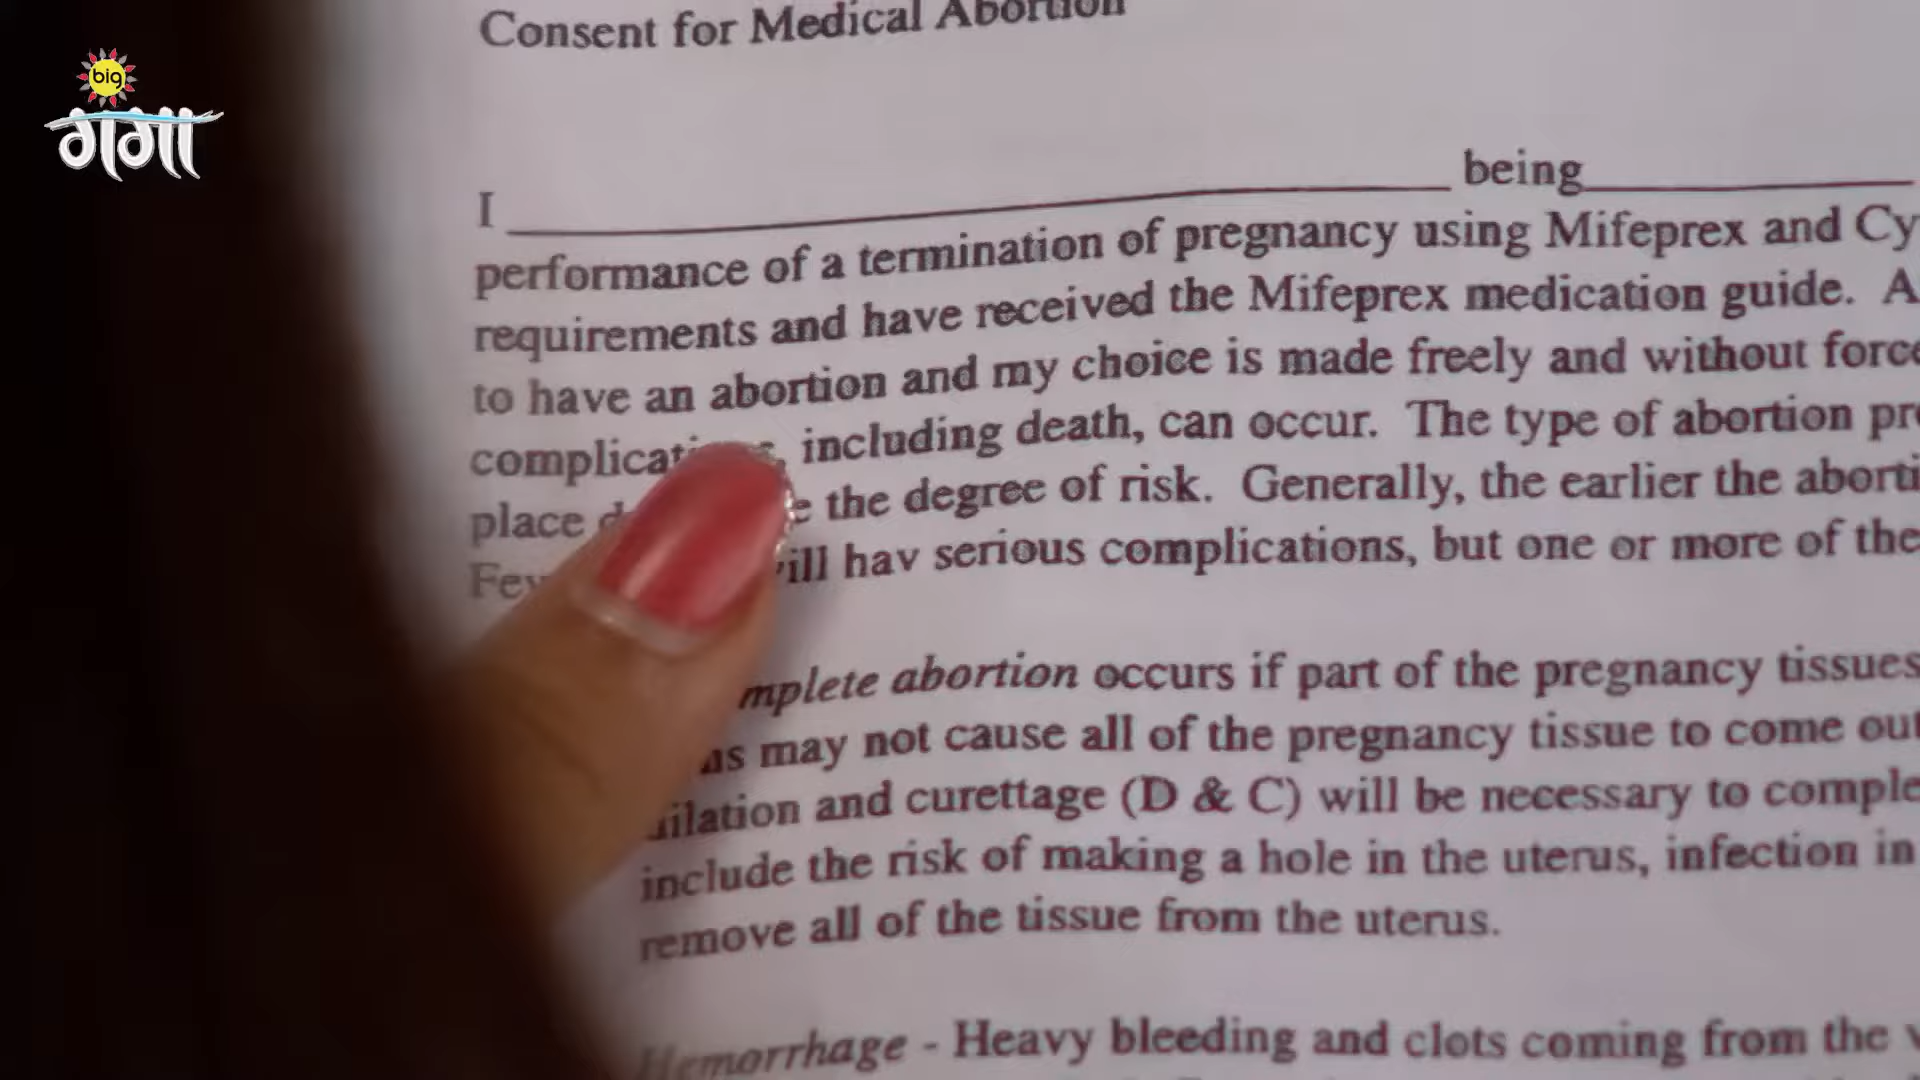 big
गंगा
Consent for Medical Abortion
I being
performance of a termination of pregnancy using Mifeprex and Cy
requirements and have received the Mifeprex medication guide. A
to have an abortion and my choice is made freely and without force
including death, can occur. The type of abortion pr
place the degree of risk. Generally, the earlier the aborti
ill hav serious complications, but one or more of the
mplete abortion occurs if part of the pregnancy tissues
may not cause all of the pregnancy tissue to come out
ilation and curettage (D & C) will be necessary to comple
include the risk of making a hole in the uterus, infection in
remove all of the tissue from the uterus.
Hemorrhage - Heavy bleeding and clots coming from the v